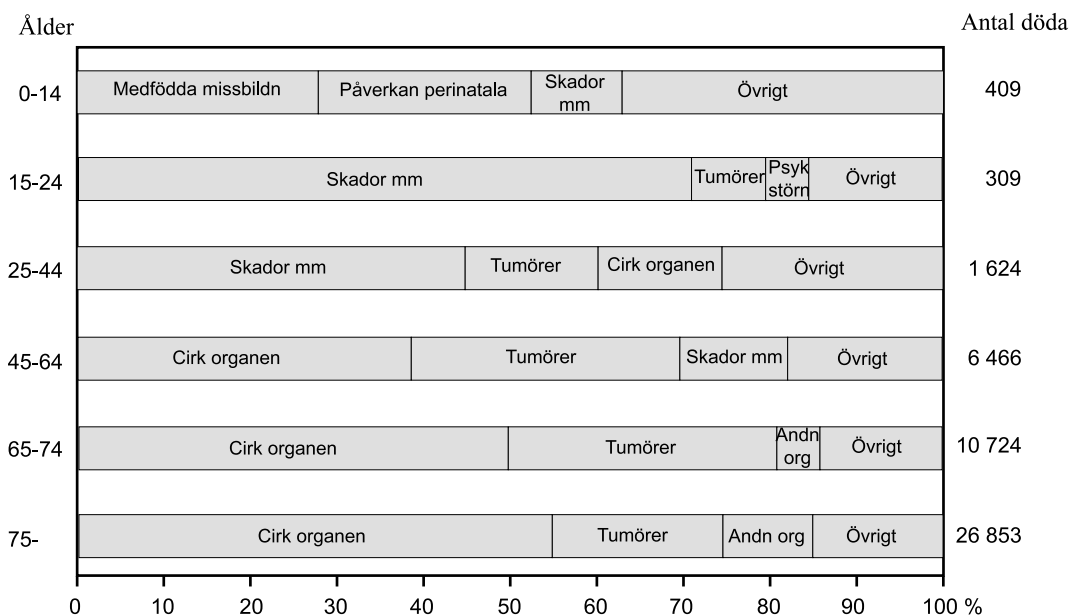 Ålder
Antal döda
0-14
Medfödda missbildn
Påverkan perinatala
Skador
mm
Övrigt
409
15-24
Skador mm
Tumörer
Psyk
störn
Övrigt
309
25-44
Skador mm
Tumörer
Cirk organen
Övrigt
1 624
45-64
Cirk organen
Tumörer
Skador mm
Övrigt
6 466
65-74
Cirk organen
Tumörer
Andn
org
Övrigt
10 724
75-
Cirk organen
Tumörer
Andn org
Övrigt
26 853
0 10 20 30 40 50 60 70 80 90 100 %